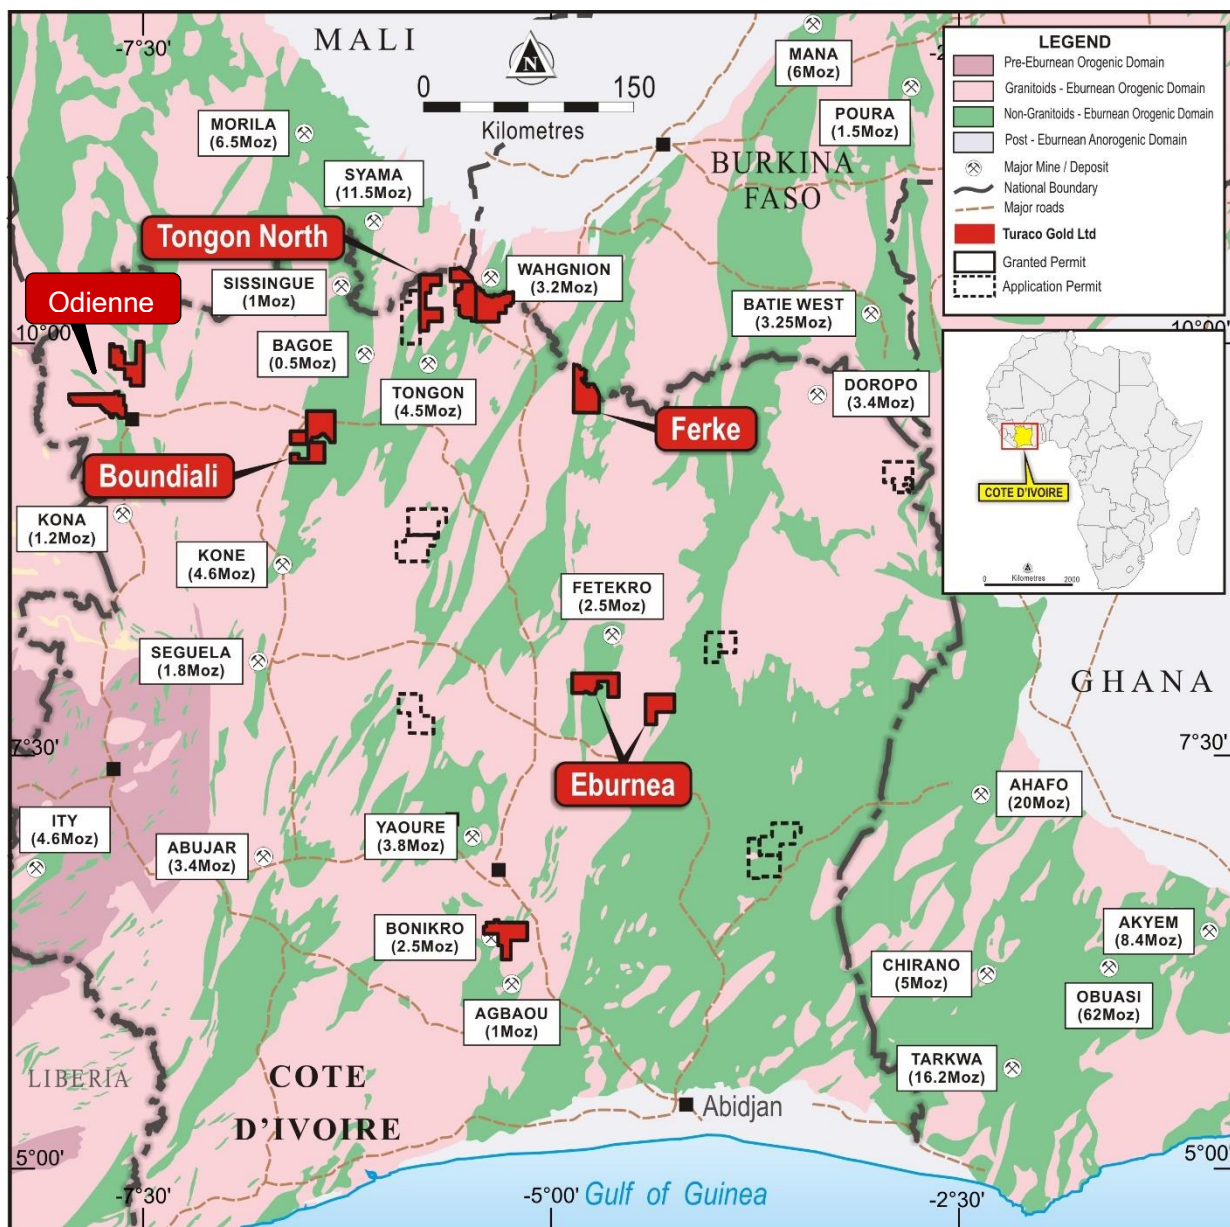 -7°30'
MALI
N
0
150
Kilometres
MANA
(6Moz)
POURA
(1.5Moz)
LEGEND
Pre-Eburnean Orogenic Domain
Granitoids - Eburnean Orogenic Domain
Non-Granitoids - Eburnean Orogenic Domain
Post - Eburnean Anorogenic Domain
Major Mine / Deposit
National Boundary
Major roads
Turaco Gold Ltd
Granted Permit
Application Permit
MORILA
(6.5Moz)
SYAMA
(11.5Moz)
BURKINA
FASO
Tongon North
SISSINGUE
(1Moz)
WAHGNION
(3.2Moz)
Odienne
BATIE WEST
(3.25Moz)
10°00'
10°00'
BAGOE
(0.5Moz)
TONGON
(4.5Moz)
DOROPO
(3.4Moz)
Ferke
Boundiali
COTE D'IVOIRE
0
Kilometres
2000
KONA
(1.2Moz)
KONE
(4.6Moz)
FETEKRO
(2.5Moz)
SEGUELA
(1.8Moz)
GHANA
7°30'
7°30'
Eburnea
AHAFO
(20Moz)
ITY
(4.6Moz)
ABUJAR
(3.4Moz)
YAOURE
(3.8Moz)
BONIKRO
(2.5Moz)
AKYEM
(8.4Moz)
CHIRANO
(5Moz)
OBUASI
(62Moz)
AGBAOU
(1Moz)
TARKWA
(16.2Moz)
LIBERIA
COTE
D'IVOIRE
Abidjan
5°00'
5°00'
-7°30'
-5°00'
Gulf of Guinea
-2°30'